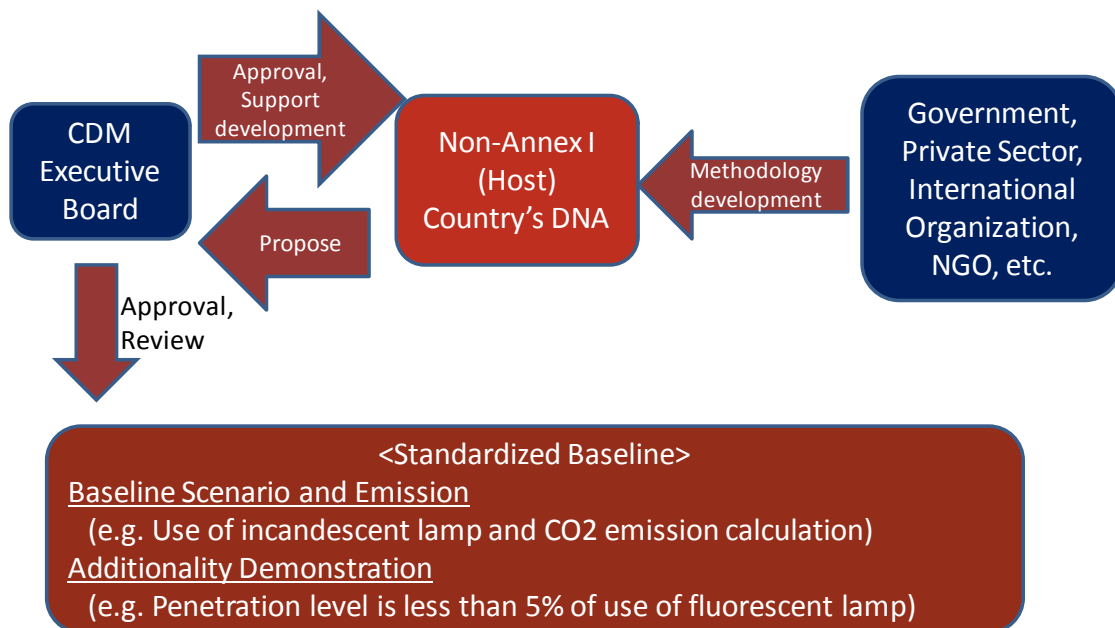 CDM
Executive
Board
Approval,
Support
development
Propose
Non-Annex I
(Host)
Country’s DNA
Methodology
development
Government,
Private Sector,
International
Organization,
NGO, etc.
Approval,
Review
<Standardized Baseline>
Baseline Scenario and Emission
(e.g. Use of incandescent lamp and CO2 emission calculation)
Additionality Demonstration
(e.g. Penetration level is less than 5% of use of fluorescent lamp)